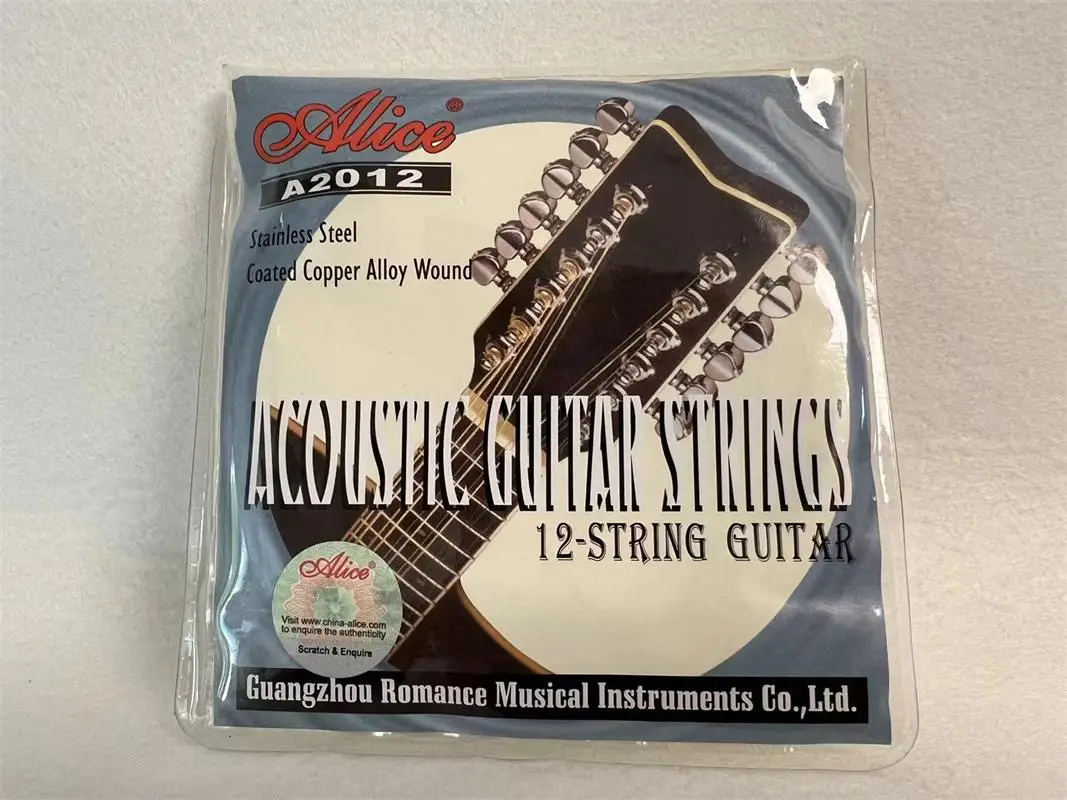 Alice®
A2012
Stainless Steel
Coated Copper Alloy Wound
ACOUSTIC GUITAR STRINGS
12-STRING GUITAR
Alice®
Visit www.china-alice.com
to enquire the authenticity
Scratch & Enquire
Guangzhou Romance Musical Instruments Co.,Ltd.